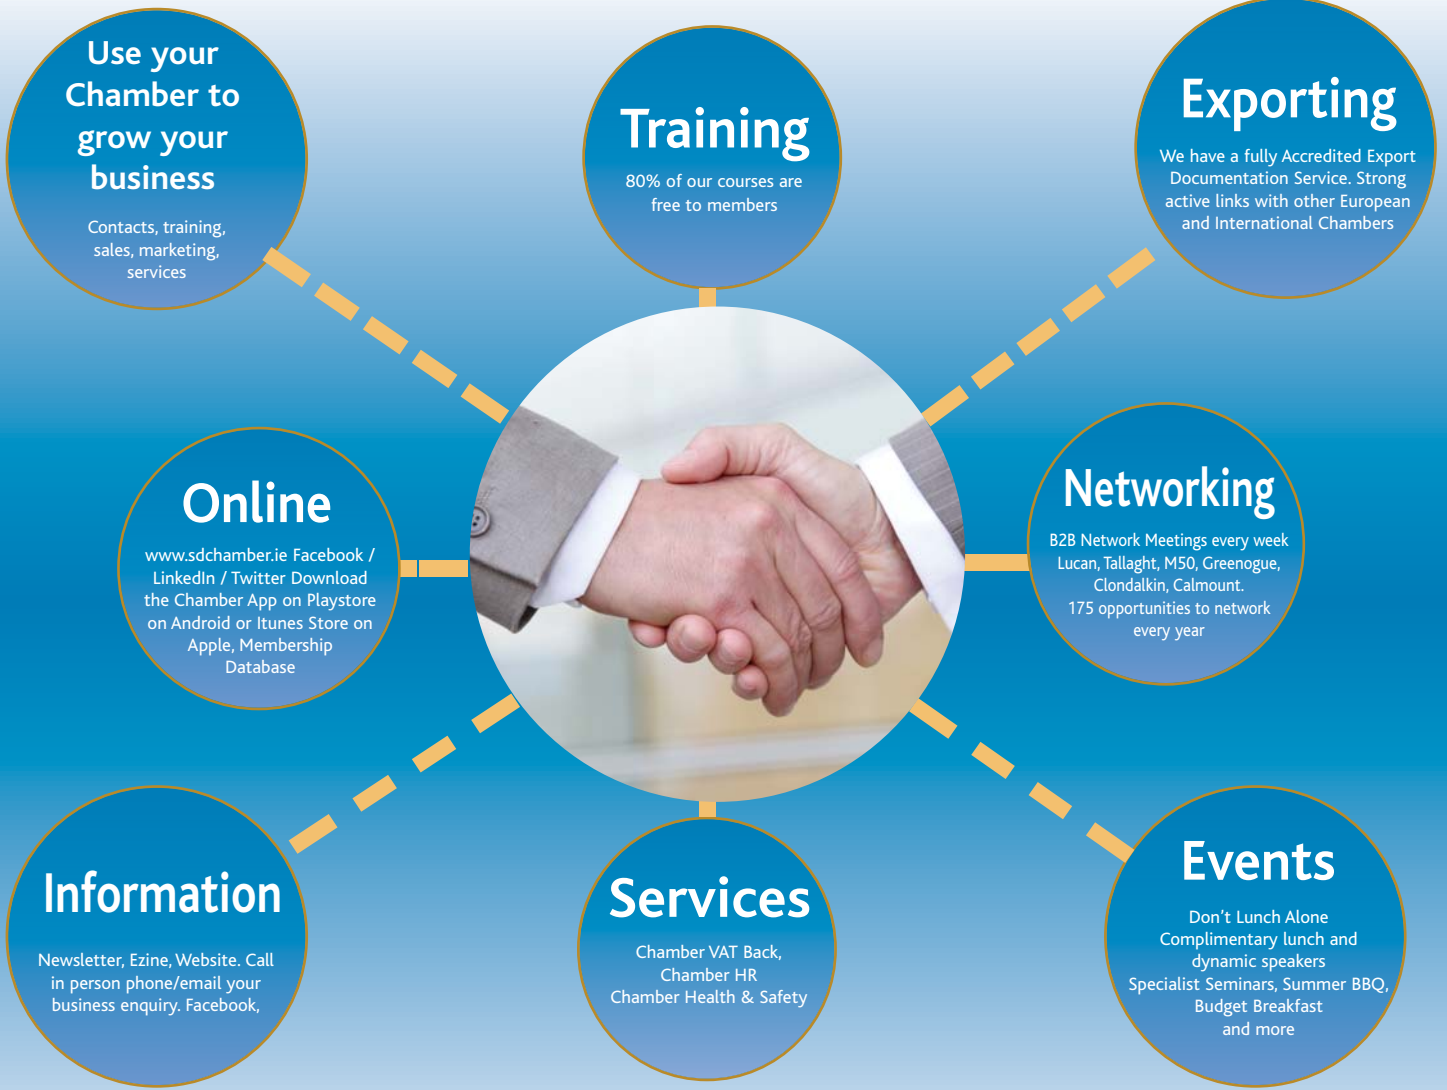 Use your
Chamber to
grow your
business
Contacts, training,
sales, marketing,
services
Training
80% of our courses are
free to members
Exporting
We have a fully Accredited Export
Documentation Service. Strong
active links with other European
and International Chambers
Online
www.sdchamber.ie Facebook /
LinkedIn / Twitter Download
the Chamber App on Playstore
on Android or Itunes Store on
Apple, Membership
Database
Networking
B2B Network Meetings every week
Lucan, Tallaght, M50, Greenogue,
Clondalkin, Calmount.
175 opportunities to network
every year
Information
Newsletter, Ezine, Website. Call
in person phone/email your
business enquiry. Facebook,
Services
Chamber VAT Back,
Chamber HR
Chamber Health & Safety
Events
Don't Lunch Alone
Complimentary lunch and
dynamic speakers
Specialist Seminars, Summer BBQ,
Budget Breakfast
and more